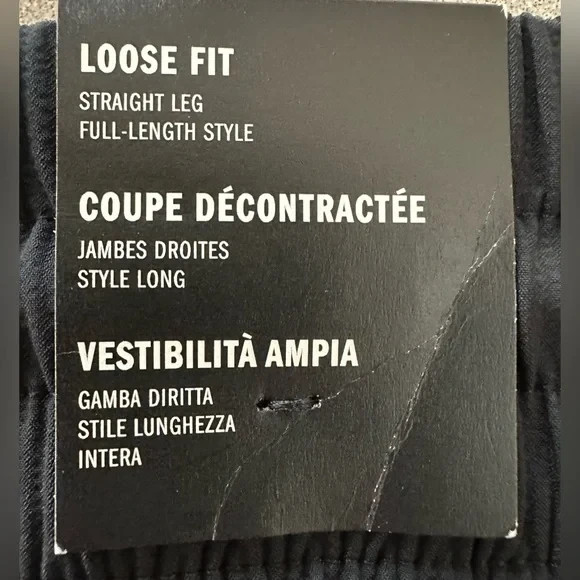 LOOSE FIT
STRAIGHT LEG
FULL-LENGTH STYLE
COUPE DÉCONTRACTÉE
JAMBES DROITES
STYLE LONG
VESTIBILITÀ AMPIA
GAMBA DIRITTA
STILE LUNGHEZZA
INTERA